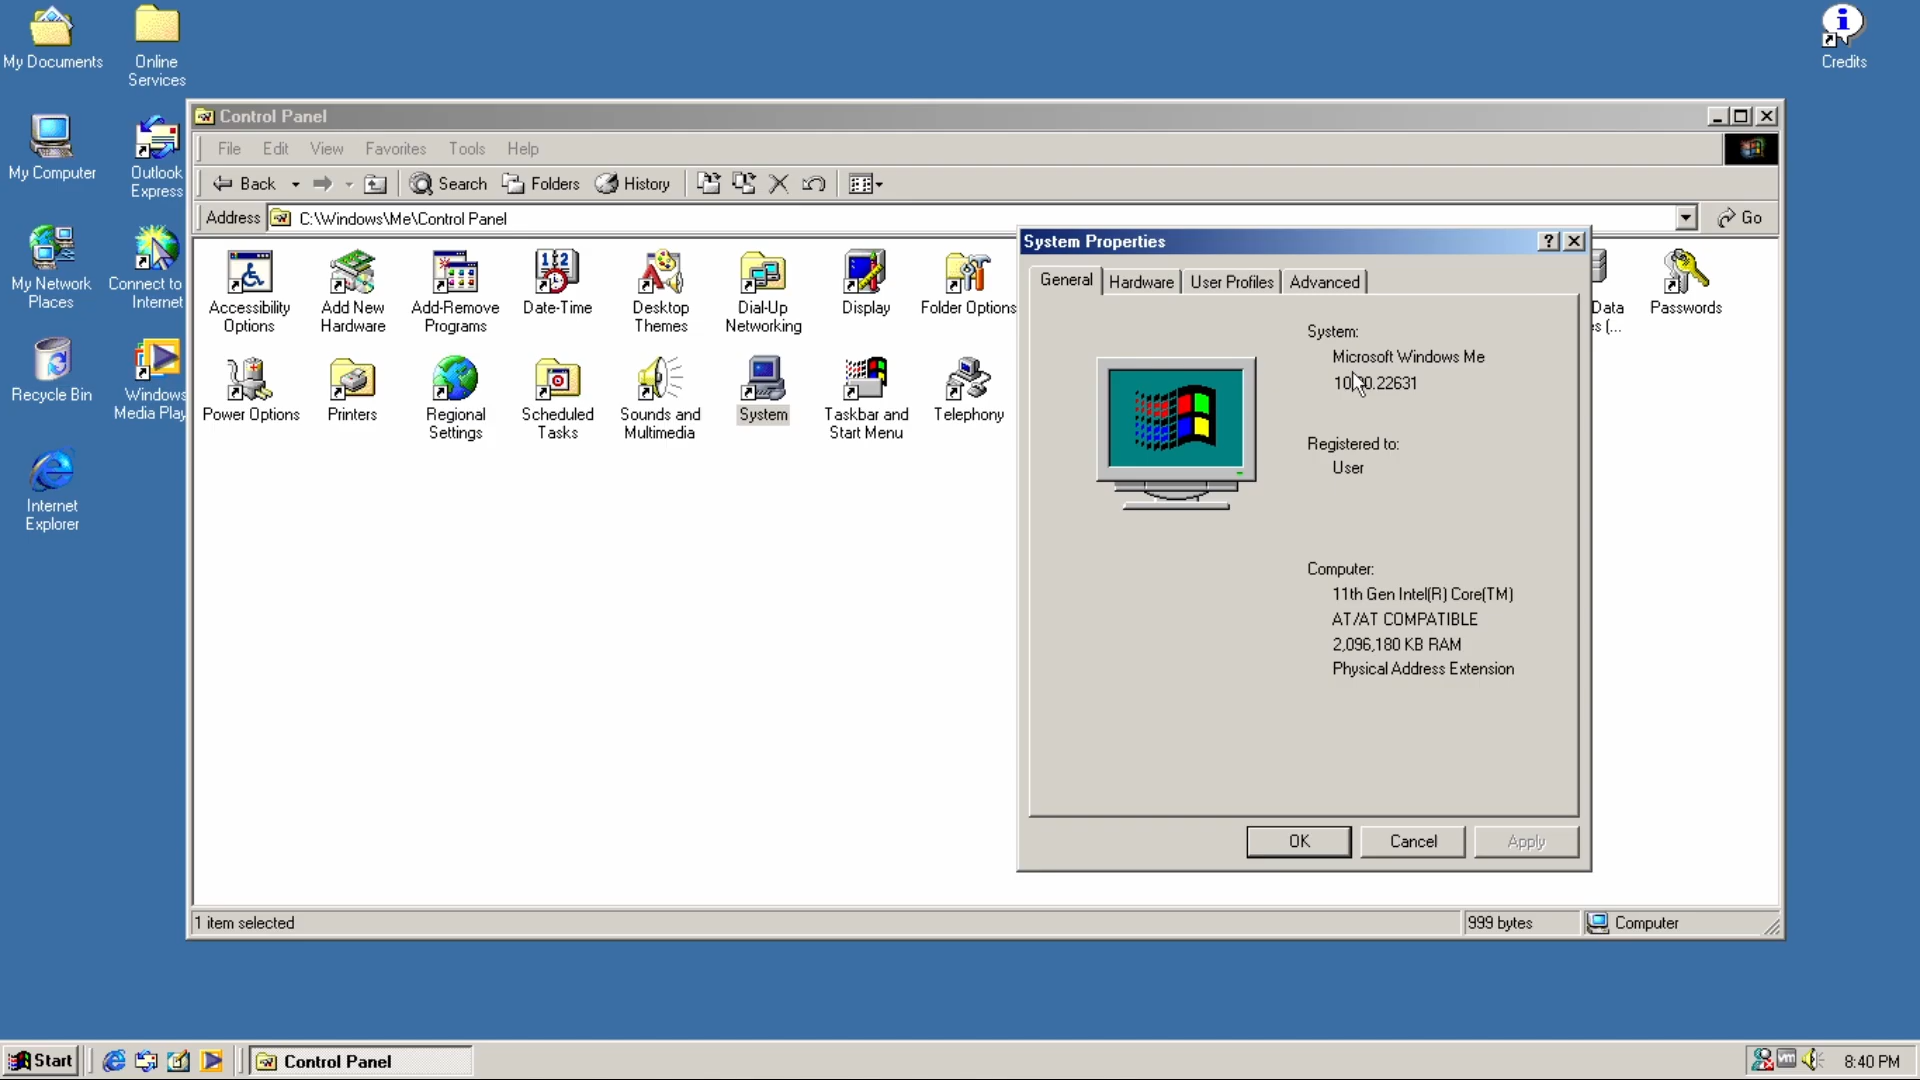 My Documents
Online
Services
Credits
My Computer
Outlook
Express
My Network
Places
Connect to
Internet
Recycle Bin
Windows
Media Play
Internet
Explorer
Control Panel
File Edit View Favorites Tools Help
Back Search Folders History
Address C:\Windows\Me\Control Panel Go
Accessibility
Options
Add New
Hardware
Add-Remove
Programs
Date-Time
Desktop
Themes
Dial-Up
Networking
Display
Folder Options
Data
Passwords
Power Options
Printers
Regional
Settings
Scheduled
Tasks
Sounds and
Multimedia
System
Taskbar and
Start Menu
Telephony
System Properties
General Hardware User Profiles Advanced
System:
Microsoft Windows Me
Registered to:
User
Computer:
11th Gen Intel(R) Core(TM)
AT/AT COMPATIBLE
2,096,180 KB RAM
Physical Address Extension
OK Cancel Apply
1 item selected 999 bytes Computer
Start Control Panel 8:40 PM